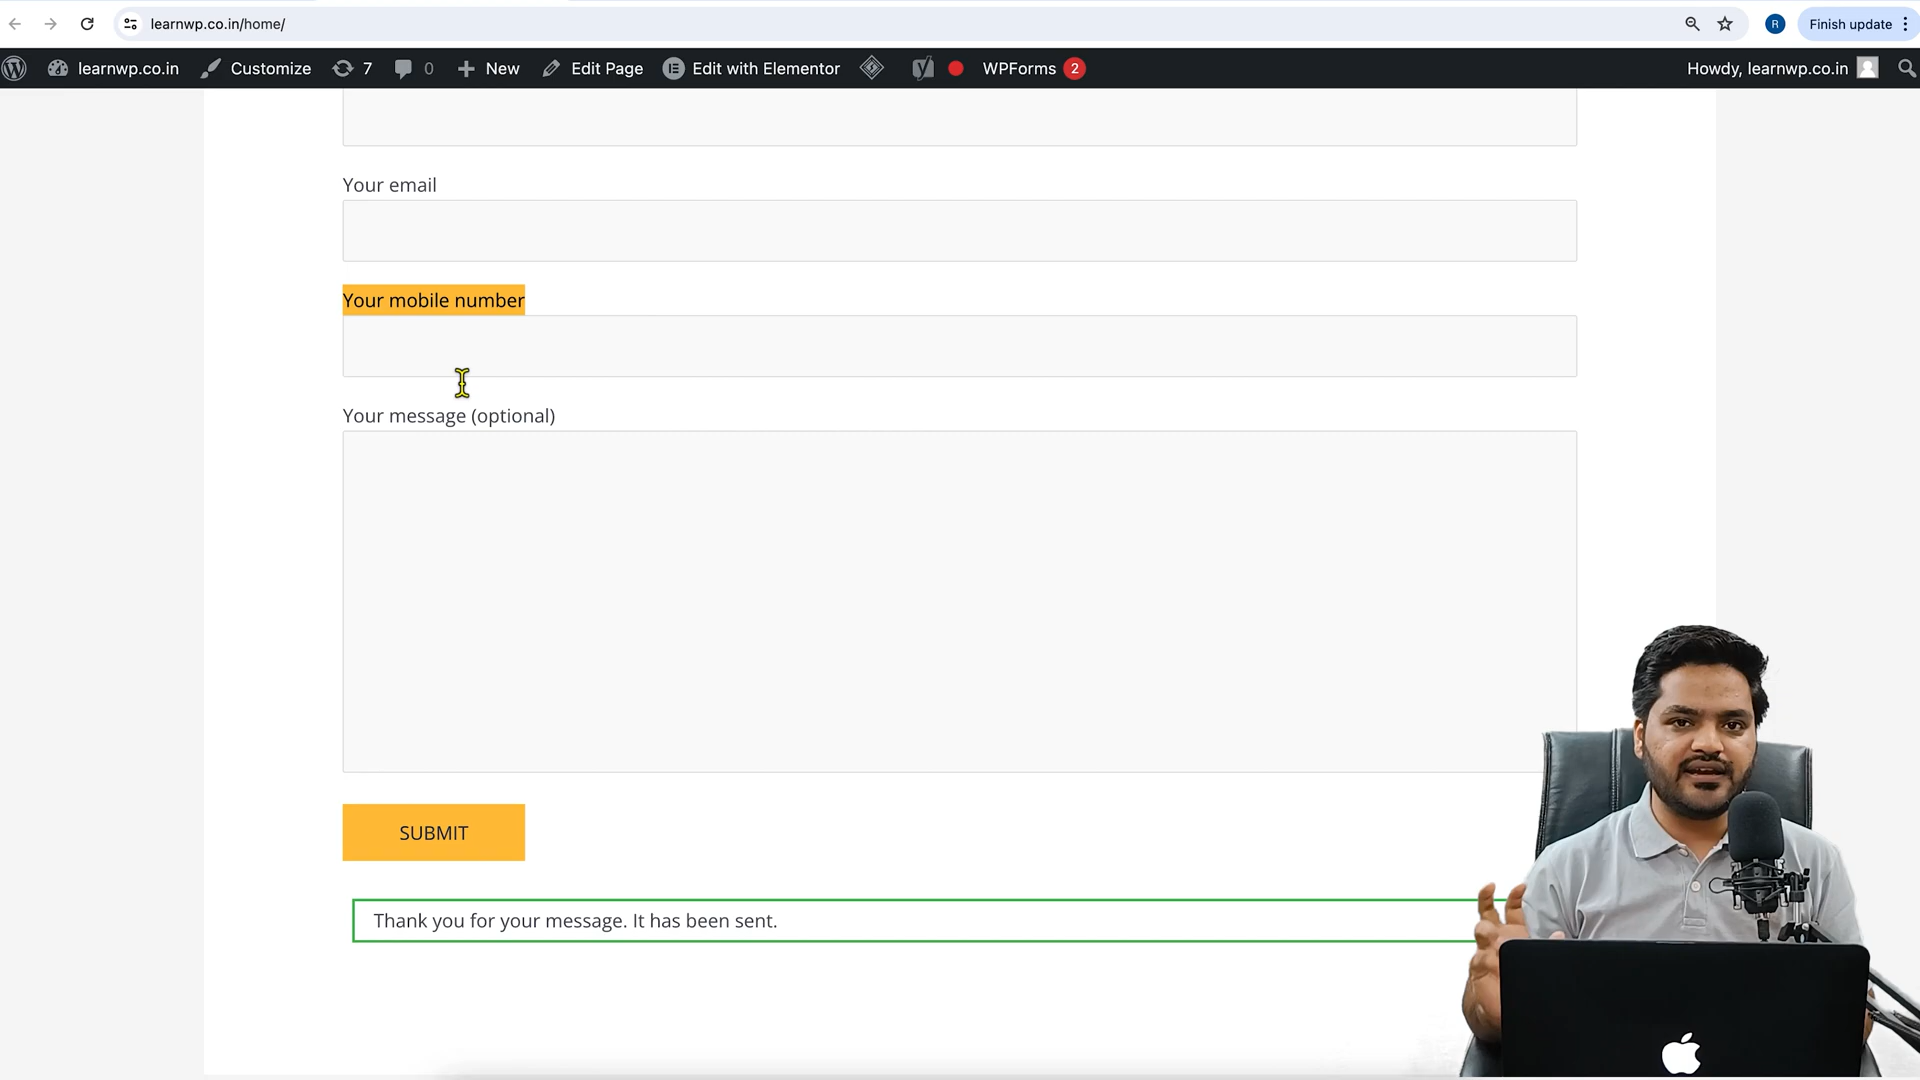 learnwp.co.in/home/
R
Finish update
learnwp.co.in
Customize
7
0
New
Edit Page
Edit with Elementor
WPForms 2
Howdy, learnwp.co.in
Your email
Your mobile number
Your message (optional)
SUBMIT
Thank you for your message. It has been sent.